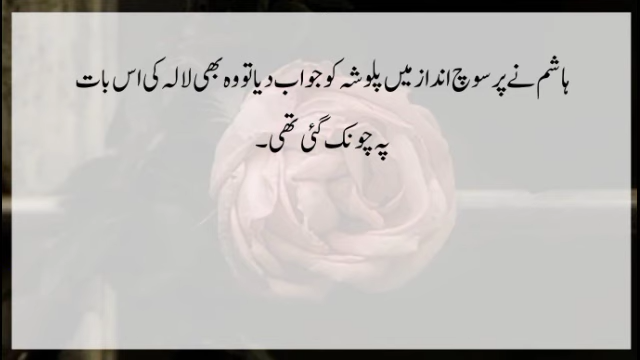 ہاشم نے پر سوچ انداز میں پلوشہ کو جواب دیا تو وہ بھی لالہ کی اس بات
پہ چونک گئی تھی۔